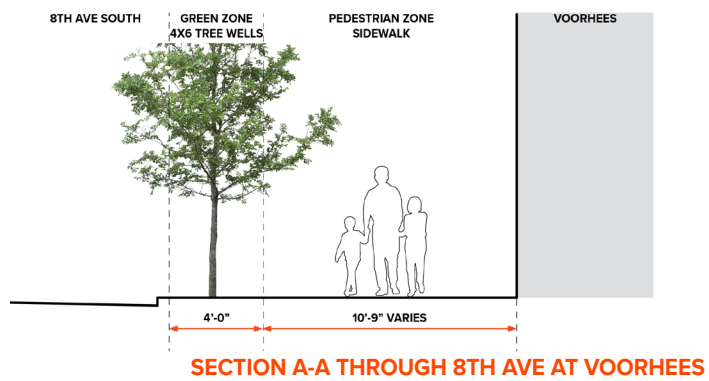 8TH AVE SOUTH
GREEN ZONE
4X6 TREE WELLS
PEDESTRIAN ZONE
SIDEWALK
VOORHEES
4'-0"
10'-9" VARIES
SECTION A-A THROUGH 8TH AVE AT VOORHEES